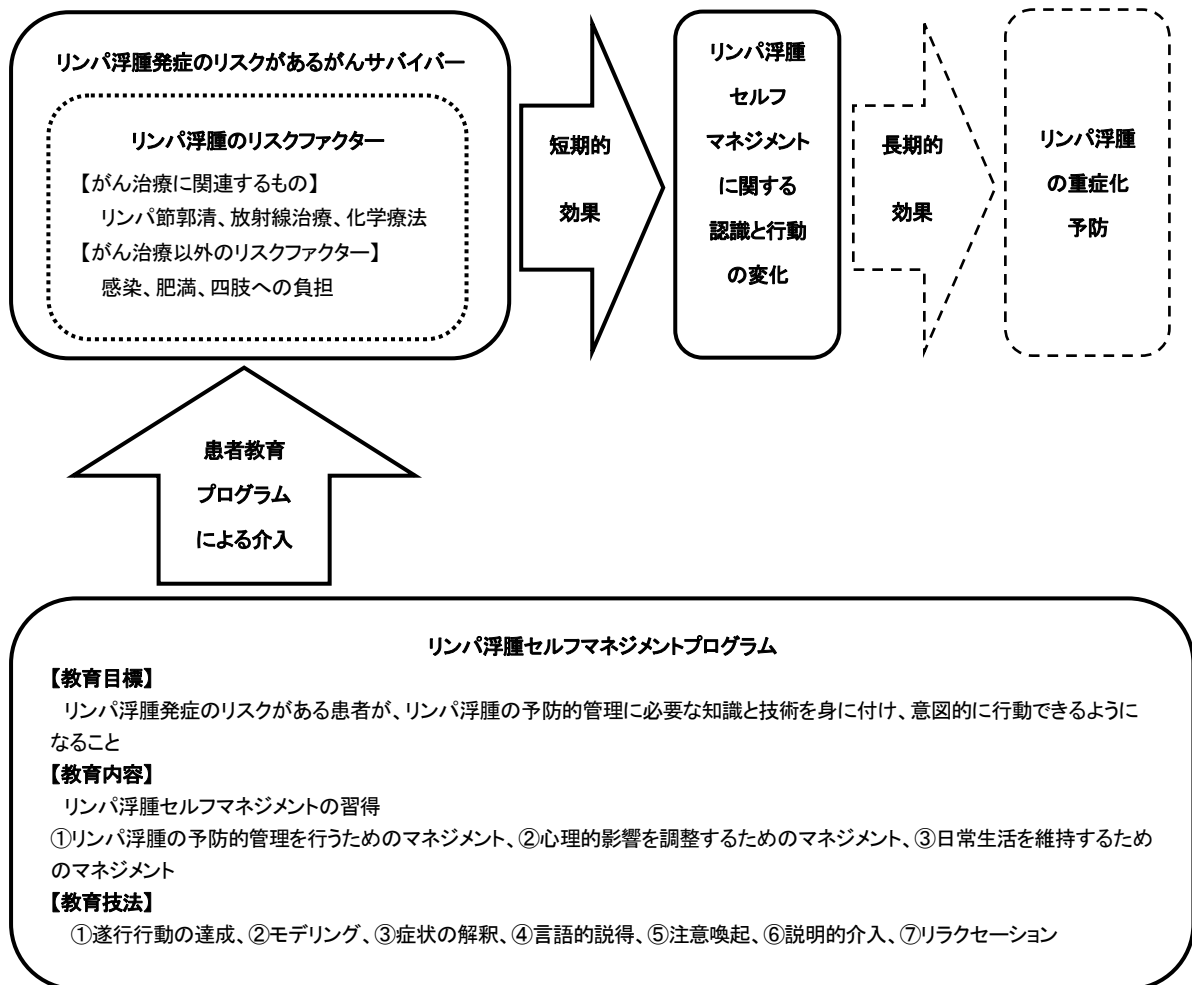 リンパ浮腫発症のリスクがあるがんサバイバー
リンパ浮腫のリスクファクター
【がん治療に関連するもの】
リンパ節郭清、放射線治療、化学療法
【がん治療以外のリスクファクター】
感染、肥満、四肢への負担
短期的
効果
リンパ浮腫
セルフ
マネジメント
に関する
認識と行動
の変化
長期的
効果
リンパ浮腫
の重症化
予防
患者教育
プログラム
による介入
リンパ浮腫セルフマネジメントプログラム
【教育目標】
リンパ浮腫発症のリスクがある患者が、リンパ浮腫の予防的管理に必要な知識と技術を身に付け、意図的に行動できるように
なること
【教育内容】
リンパ浮腫セルフマネジメントの習得
①リンパ浮腫の予防的管理を行うためのマネジメント、②心理的影響を調整するためのマネジメント、③日常生活を維持するため
のマネジメント
【教育技法】
①遂行行動の達成、②モデリング、③症状の解釈、④言語的説得、⑤注意喚起、⑥説明的介入、⑦リラクセーション